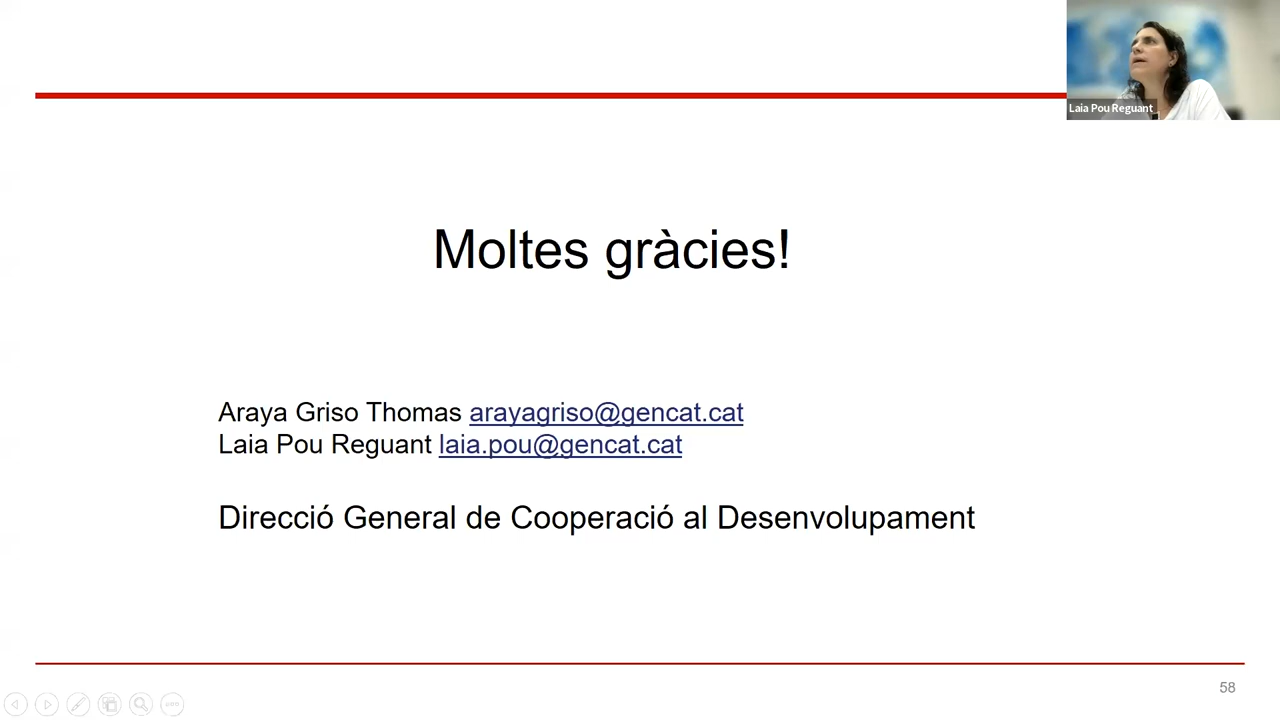 Laia Pou Reguant
Moltes gràcies!
Araya Griso Thomas arayagriso@gencat.cat
Laia Pou Reguant laia.pou@gencat.cat
Direcció General de Cooperació al Desenvolupament
58